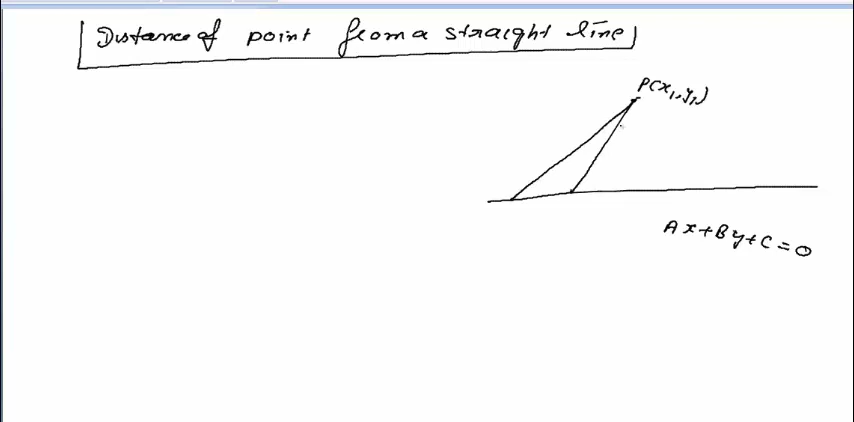 Distance of point from a straight line
P(x₁,y₁)
Ax+By+C=0